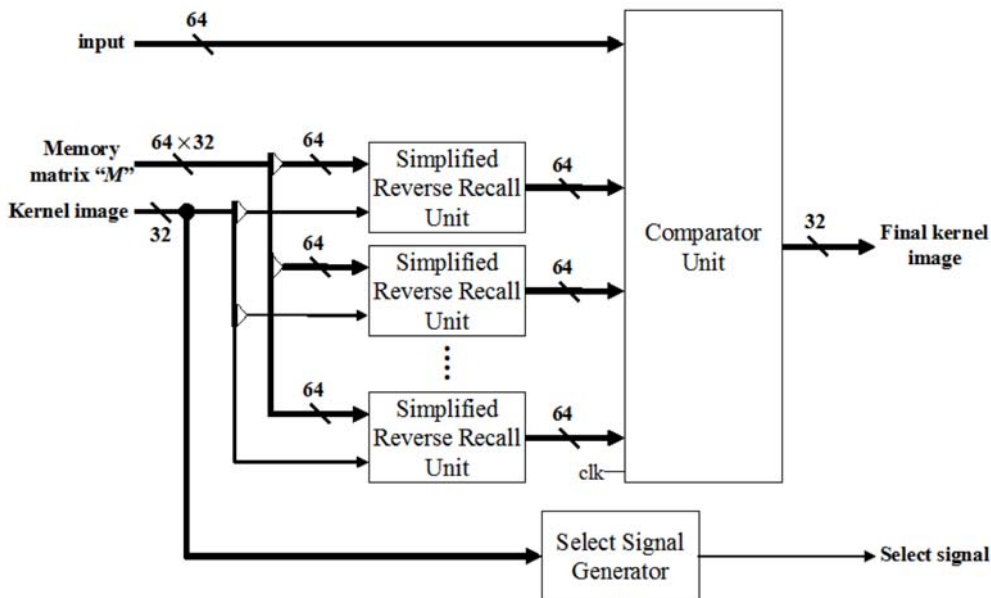 64
input
Memory
matrix “M”
64×32
Kernel image
32
64
Simplified
Reverse Recall
Unit
64
64
Simplified
Reverse Recall
Unit
64
64
Simplified
Reverse Recall
Unit
64
clk
Comparator
Unit
32
Final kernel
image
Select Signal
Generator
Select signal